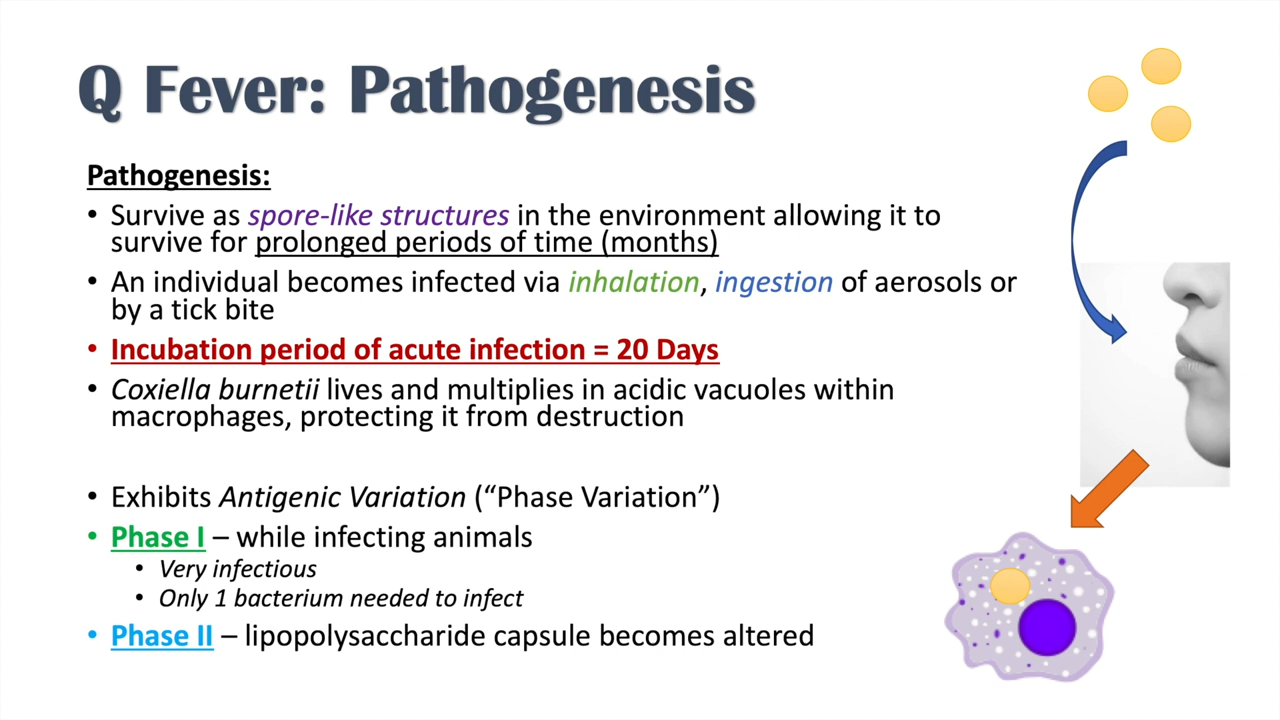 Q Fever: Pathogenesis
Pathogenesis:
• Survive as spore-like structures in the environment allowing it to
survive for prolonged periods of time (months)
• An individual becomes infected via inhalation, ingestion of aerosols or
by a tick bite
• Incubation period of acute infection = 20 Days
• Coxiella burnetii lives and multiplies in acidic vacuoles within
macrophages, protecting it from destruction
• Exhibits Antigenic Variation (“Phase Variation”)
• Phase I – while infecting animals
• Very infectious
• Only 1 bacterium needed to infect
• Phase II – lipopolysaccharide capsule becomes altered